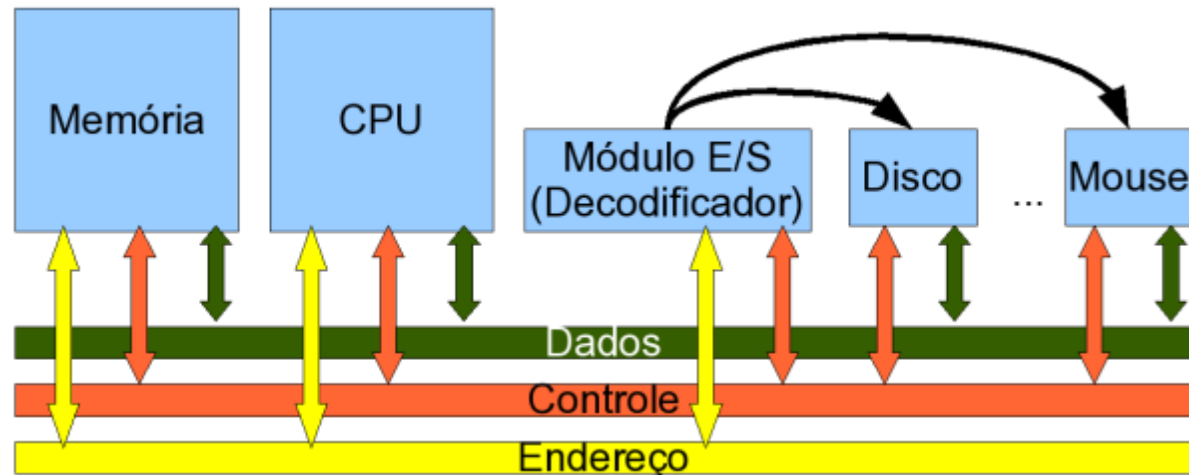 Memória
CPU
Módulo E/S
(Decodificador)
Disco
...
Mouse
Dados
Controle
Endereço